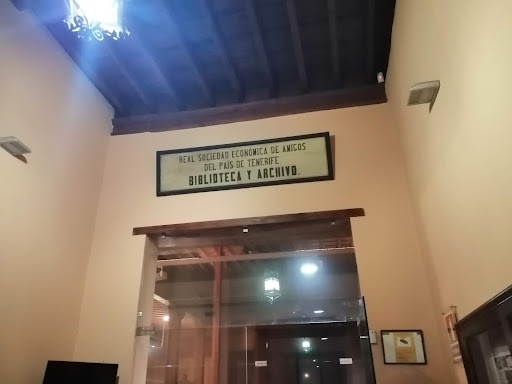 REAL SOCIEDAD ECONÓMICA DE AMIGOS
DEL PAÍS DE TENERIFE
BIBLIOTECA Y ARCHIVO.